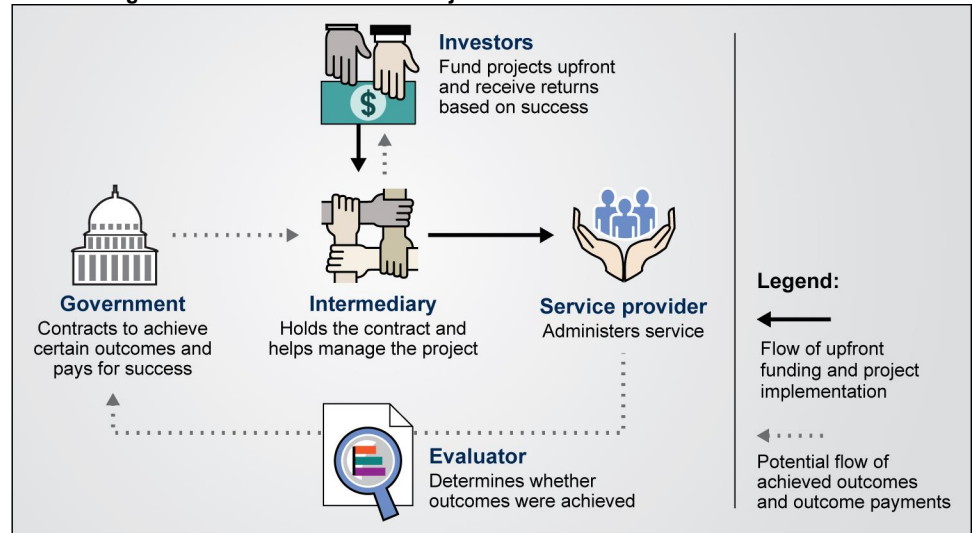 Investors
Fund projects upfront
and receive returns
based on success
$
Government
Contracts to achieve
certain outcomes and
pays for success
Intermediary
Holds the contract and
helps manage the project
Service provider
Administers service
Evaluator
Determines whether
outcomes were achieved
Legend:
Flow of upfront
funding and project
implementation
Potential flow of
achieved outcomes
and outcome payments